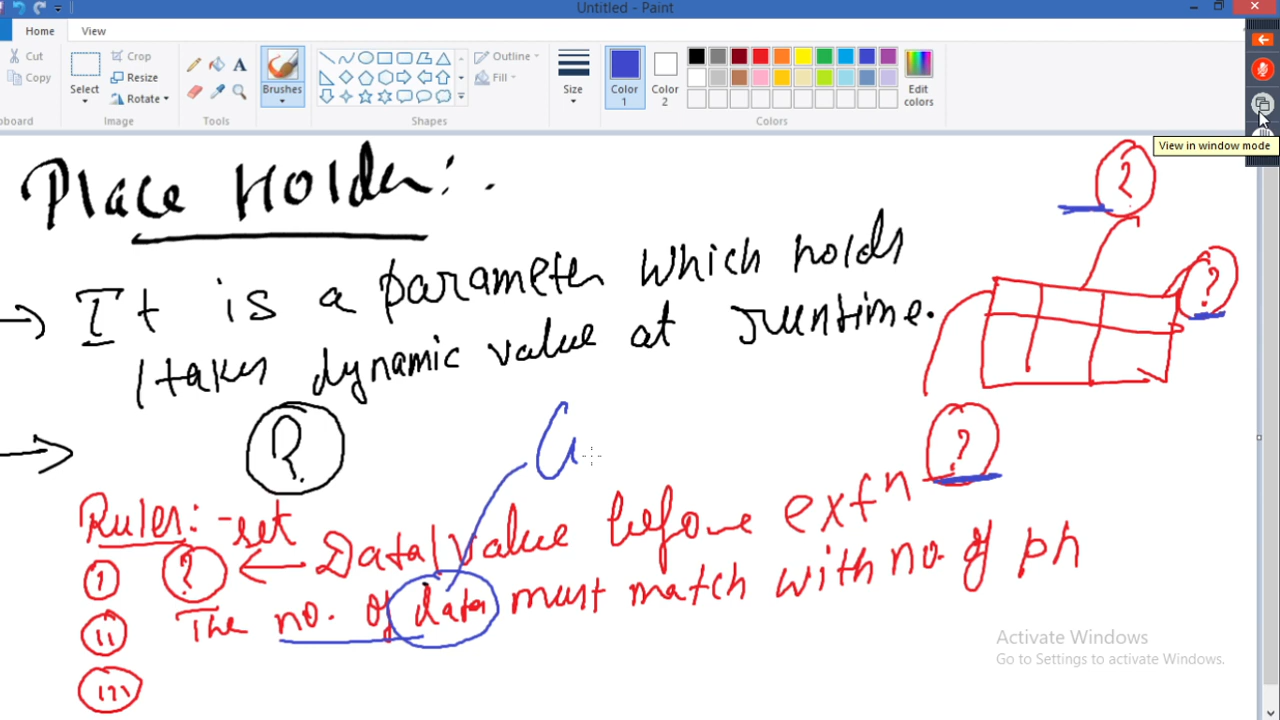 Untitled - Paint
Home View
Cut
Copy
Crop
Resize
Rotate
Select
Brushes
Outline
Fill
Size
Color 1
Color 2
Edit colors
board
Image
Tools
Shapes
Colors
View in window mode
Place Holder:.
?
→ It is a parameter which holds
/takes dynamic value at runtime.
?
→ ?
?
Rules: -set
(i) ? ← Data/value before exfn
(ii) The no. of data must match with no. of ph
(iii)
Activate Windows
Go to Settings to activate Windows.